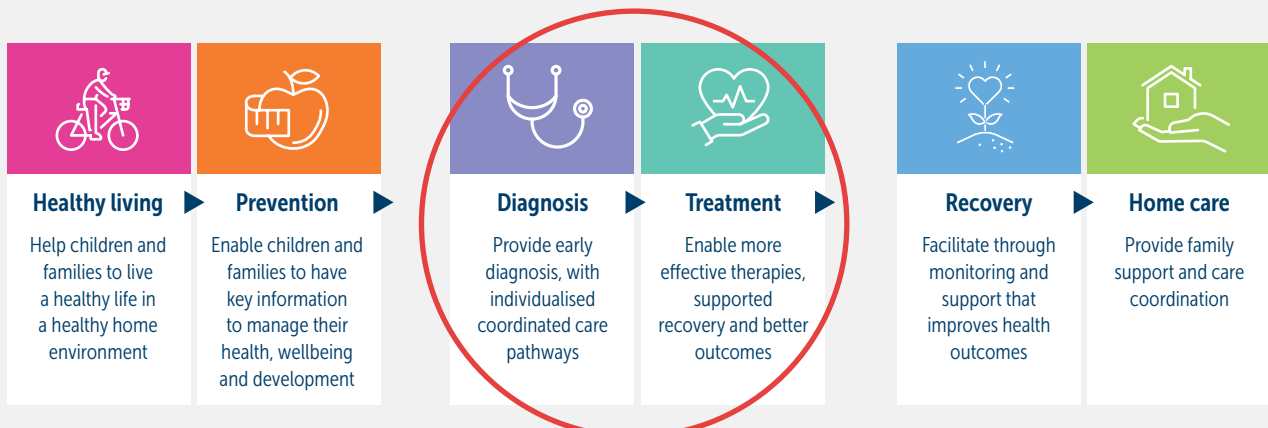 Healthy living
Help children and
families to live
a healthy life in
a healthy home
environment
Prevention
Enable children and
families to have
key information
to manage their
health, wellbeing
and development
Diagnosis
Provide early
diagnosis, with
individualised
coordinated care
pathways
Treatment
Enable more
effective therapies,
supported
recovery and better
outcomes
Recovery
Facilitate through
monitoring and
support that
improves health
outcomes
Home care
Provide family
support and care
coordination